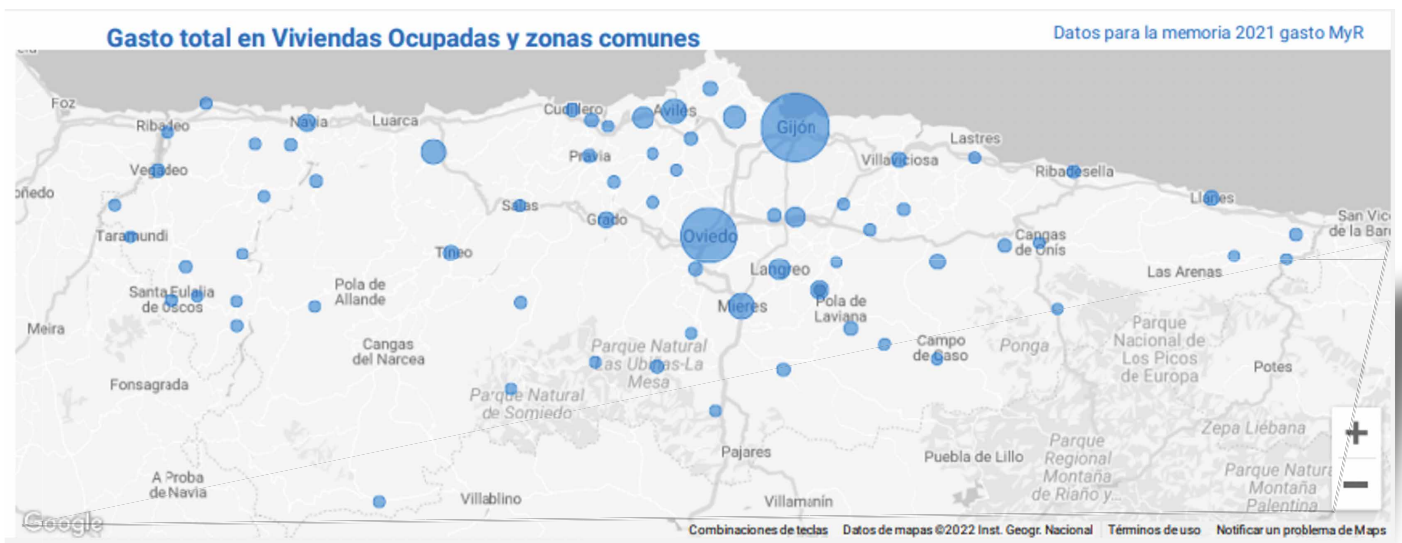 Gasto total en Viviendas Ocupadas y zonas comunes
Datos para la memoria 2021 gasto MyR
Foz
Ribadeo
Navia
Luarca
Cudillero
Avilés
Gijón
Lastres
Vegadeo
Pravia
Villaviciosa
Ribadesella
Llanes
Salas
Grado
San Vic
de la Bar
Taramundi
Oviedo
Cangas
de Onís
Tineo
Langreo
Las Arenas
Santa Eulalia
de Oscos
Pola de
Allande
Mieres
Pola de
Laviana
Meira
Cangas
del Narcea
Parque Natural
Las Ubiñas-La
Mesa
Campo
de Caso
Ponga
Parque
Nacional de
Los Picos
de Europa
Potes
Fonsagrada
Parque Natural
de Somiedo
Zepa Liébana
Pajares
Puebla de Lillo
Parque
Regional
Montaña
de Riaño y...
Parque Natura
Montaña
Palentina
A Proba
de Navia
Villablino
Villamanín
+
−
Google
Combinaciones de teclas Datos de mapas ©2022 Inst. Geogr. Nacional Términos de uso Notificar un problema de Maps